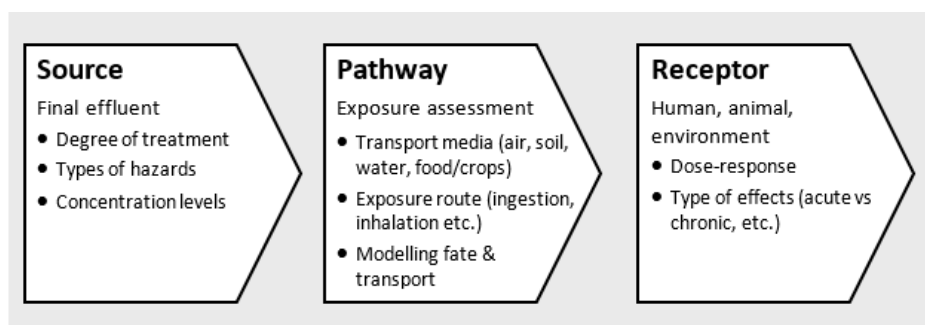 Source
Final effluent
• Degree of treatment
• Types of hazards
• Concentration levels
Pathway
Exposure assessment
• Transport media (air, soil,
water, food/crops)
• Exposure route (ingestion,
inhalation etc.)
• Modelling fate &
transport
Receptor
Human, animal,
environment
• Dose-response
• Type of effects (acute vs
chronic, etc.)